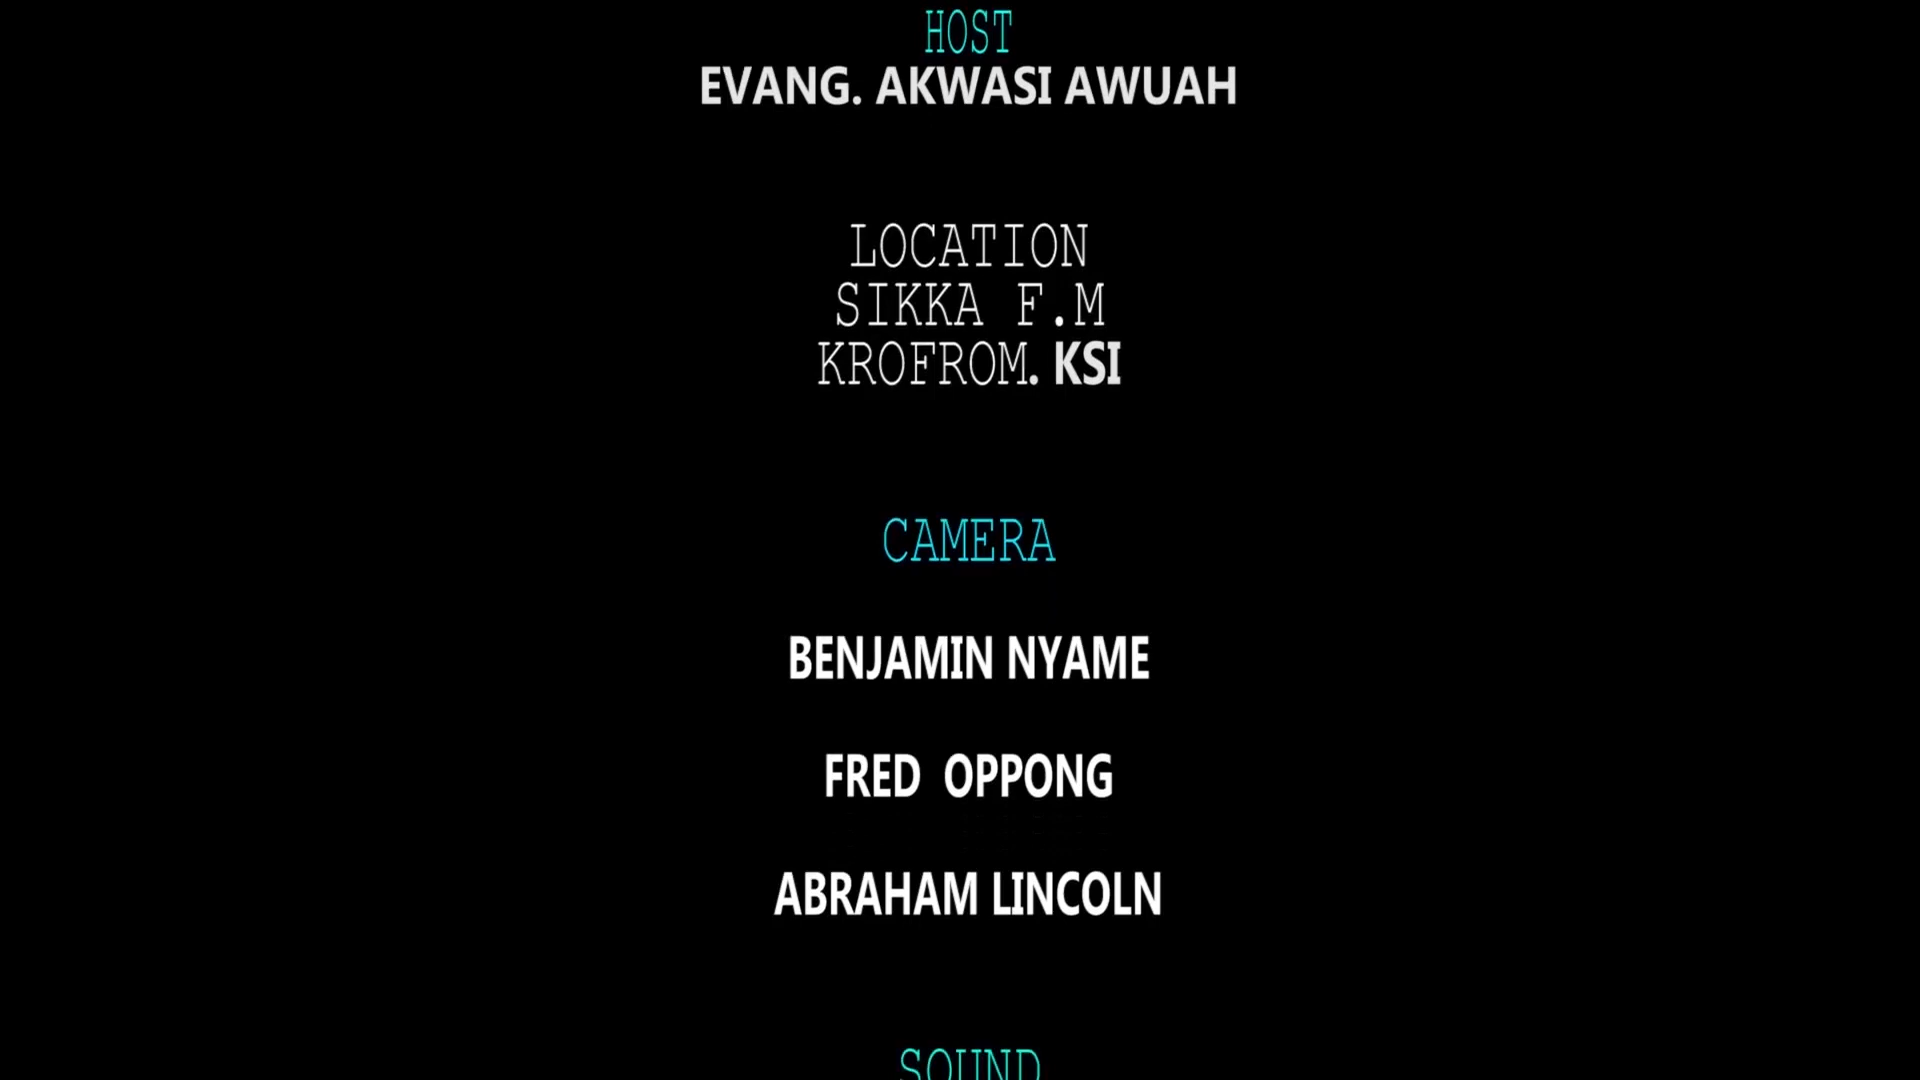 HOST
EVANG. AKWASI AWUAH
LOCATION
SIKKA F.M
KROFROM. KSI
CAMERA
BENJAMIN NYAME
FRED OPPONG
ABRAHAM LINCOLN
SOUND